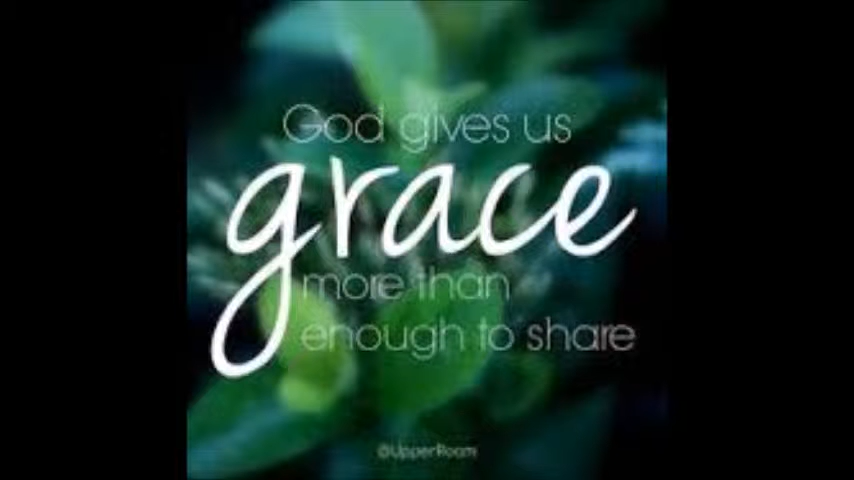 God gives us
grace
more than
enough to share
@UpperRoom